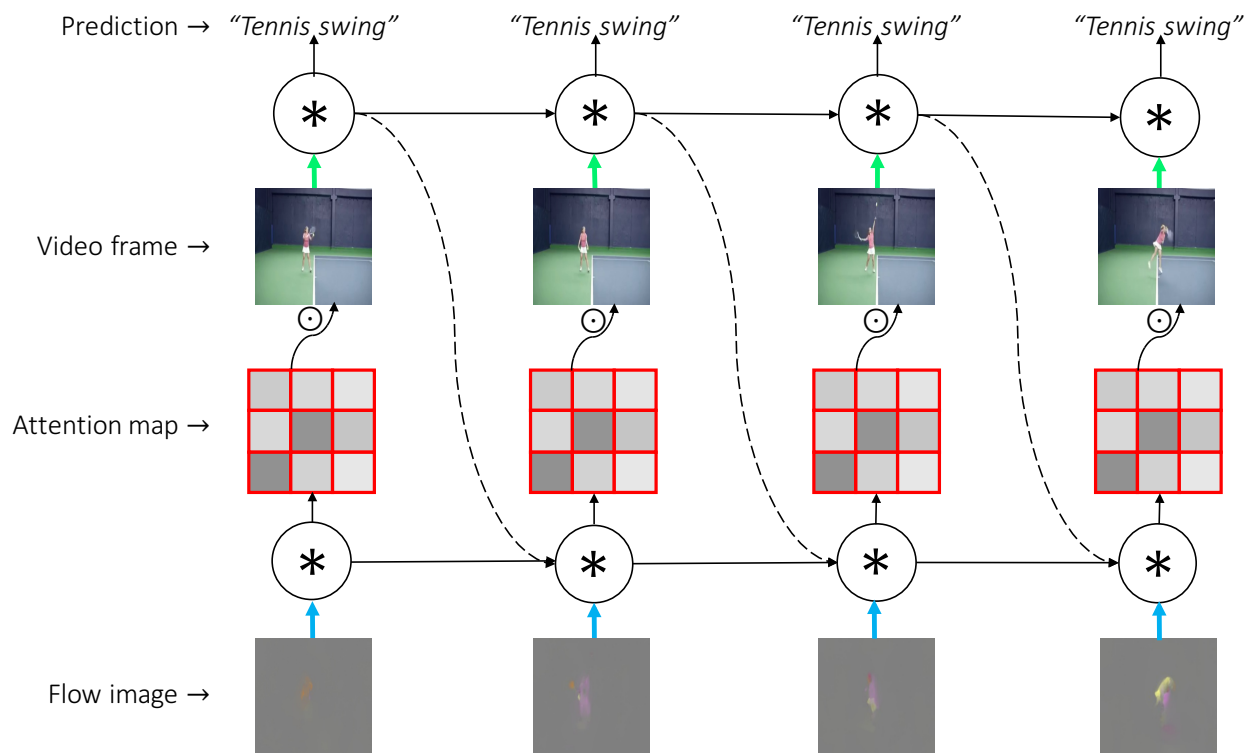 Prediction → “Tennis swing” “Tennis swing” “Tennis swing” “Tennis swing”
Video frame →
Attention map →
Flow image →